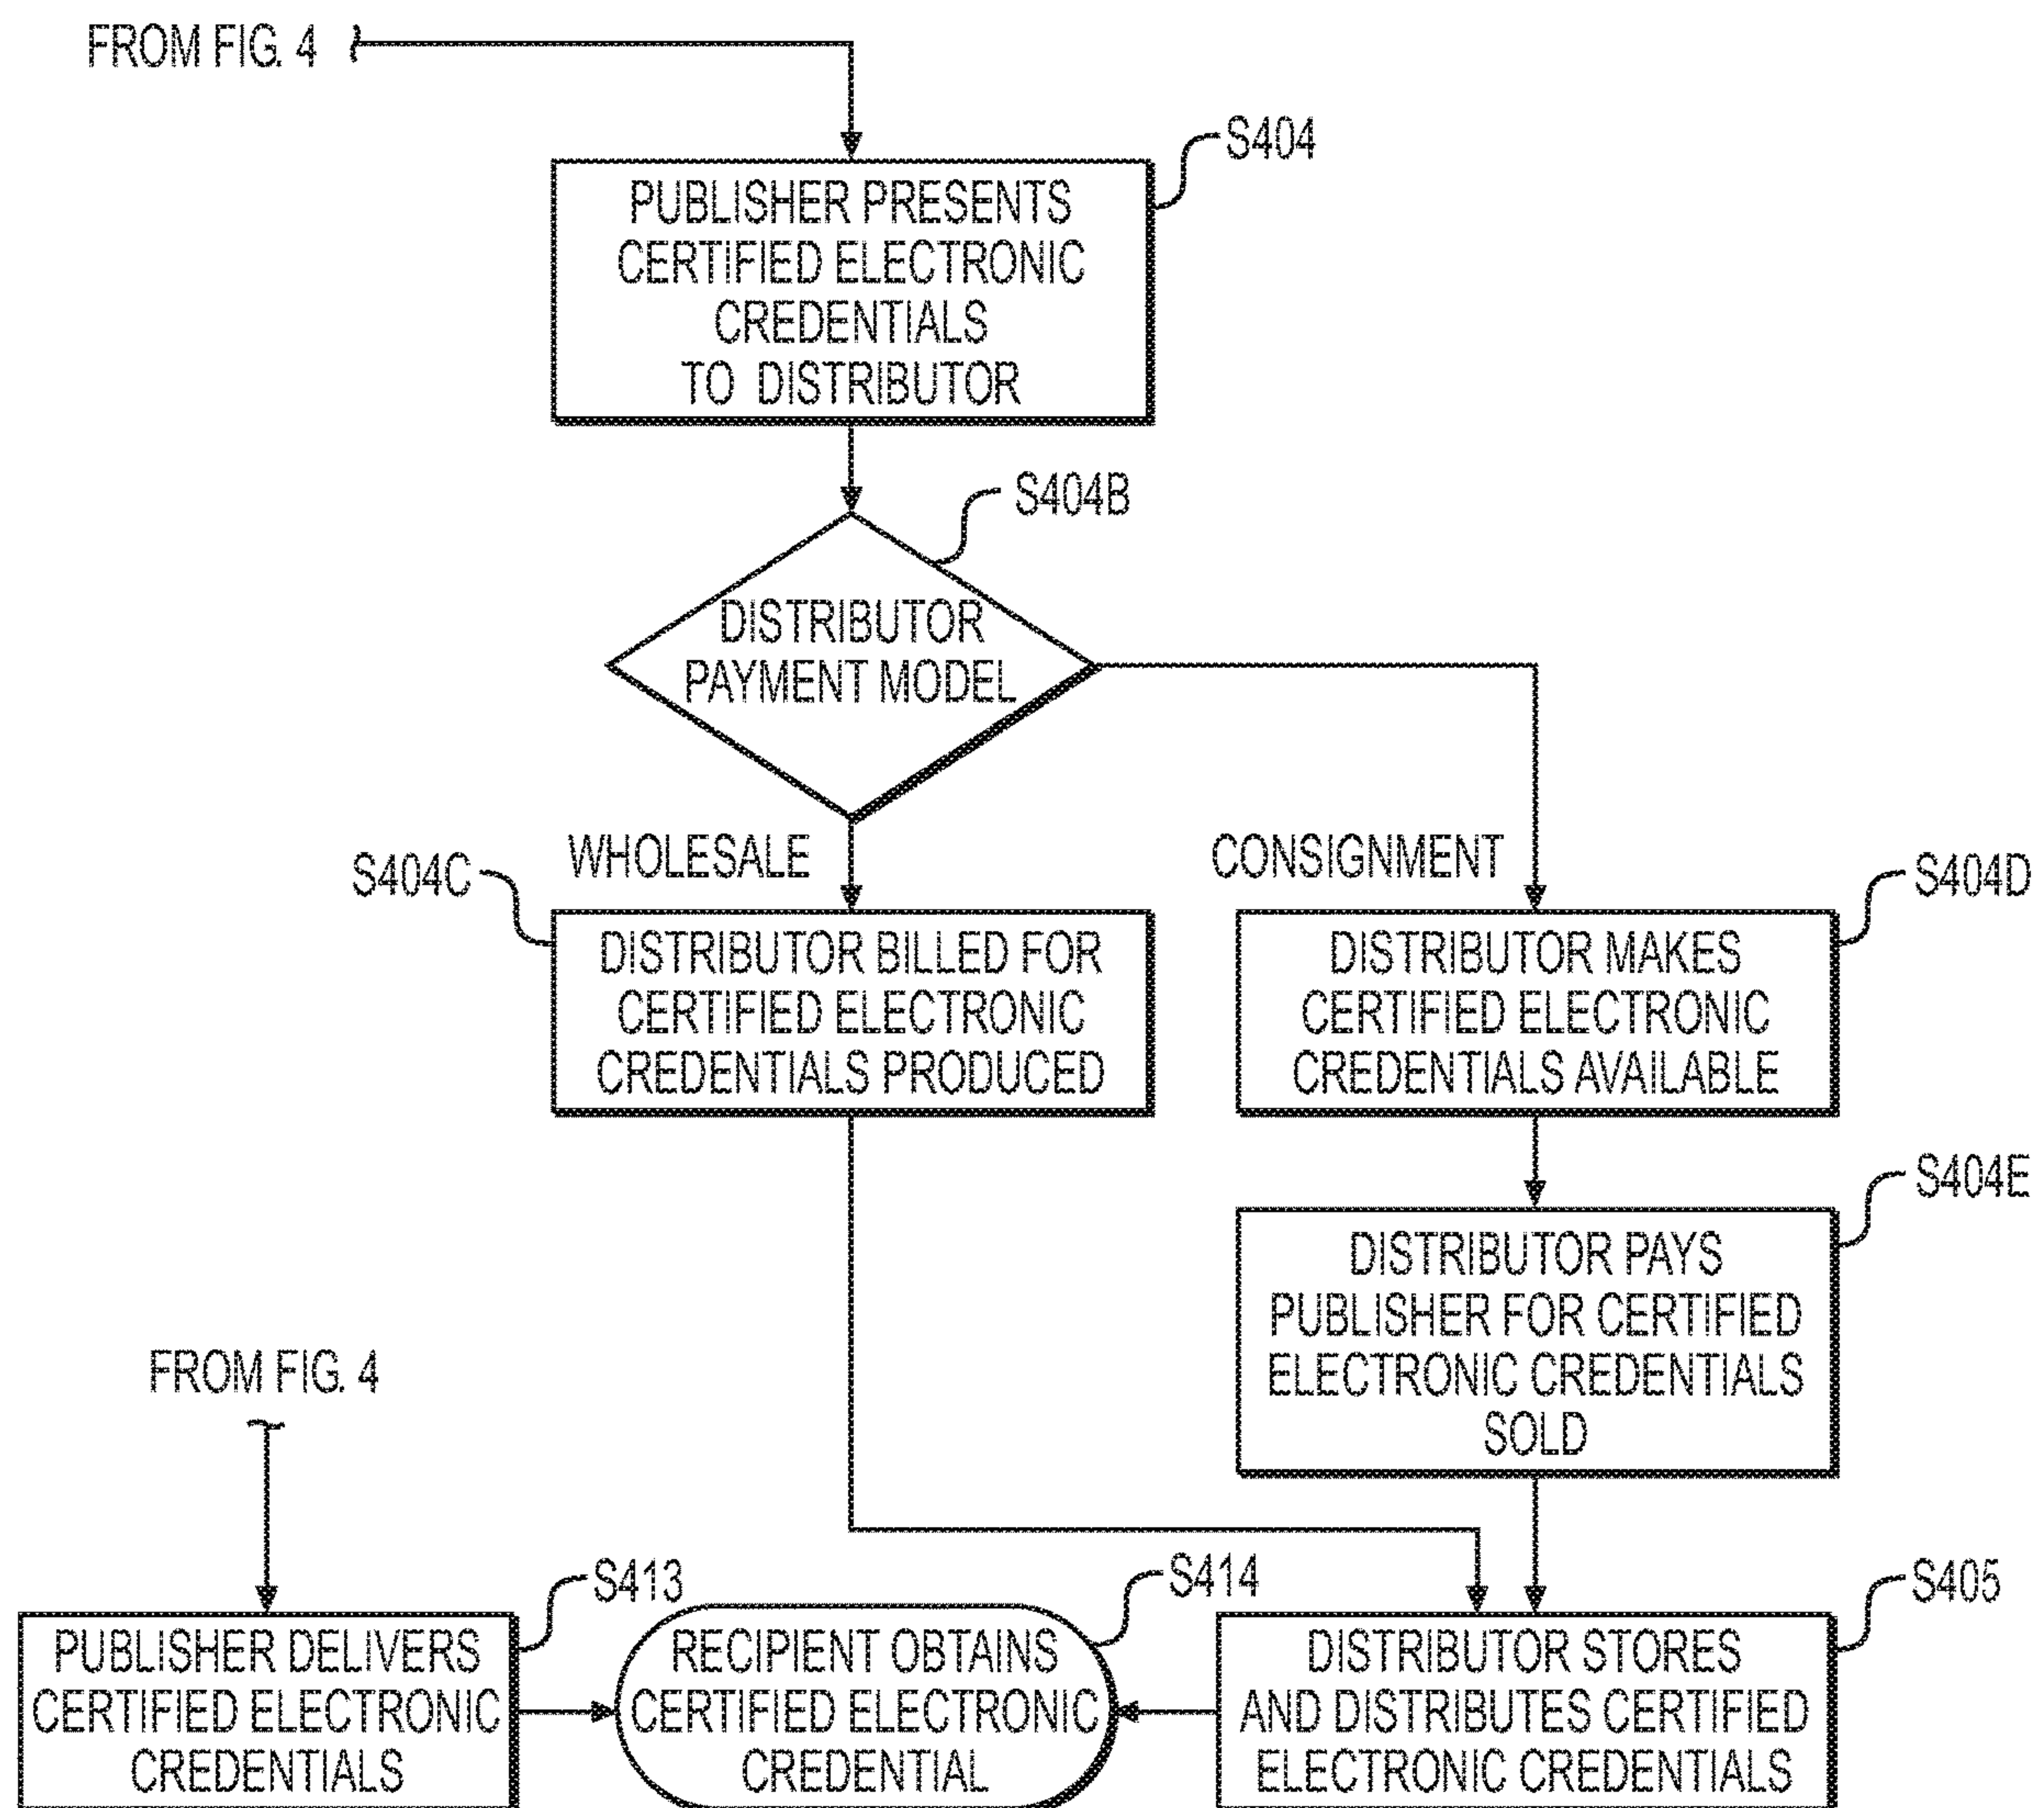 FROM FIG. 4
S404
PUBLISHER PRESENTS
CERTIFIED ELECTRONIC
CREDENTIALS
TO DISTRIBUTOR
S404B
DISTRIBUTOR
PAYMENT MODEL
WHOLESALE
CONSIGNMENT
S404C
DISTRIBUTOR BILLED FOR
CERTIFIED ELECTRONIC
CREDENTIALS PRODUCED
S404D
DISTRIBUTOR MAKES
CERTIFIED ELECTRONIC
CREDENTIALS AVAILABLE
S404E
DISTRIBUTOR PAYS
PUBLISHER FOR CERTIFIED
ELECTRONIC CREDENTIALS
SOLD
FROM FIG. 4
S413
PUBLISHER DELIVERS
CERTIFIED ELECTRONIC
CREDENTIALS
S414
RECIPIENT OBTAINS
CERTIFIED ELECTRONIC
CREDENTIAL
S405
DISTRIBUTOR STORES
AND DISTRIBUTES CERTIFIED
ELECTRONIC CREDENTIALS